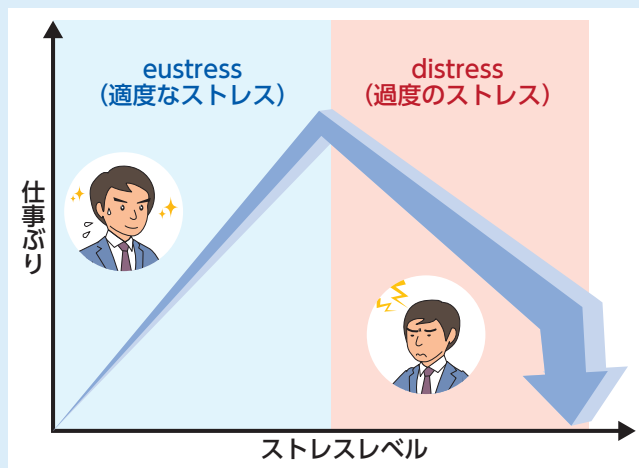 eustress
（適度なストレス）
distress
（過度のストレス）
仕事ぶり
ストレスレベル